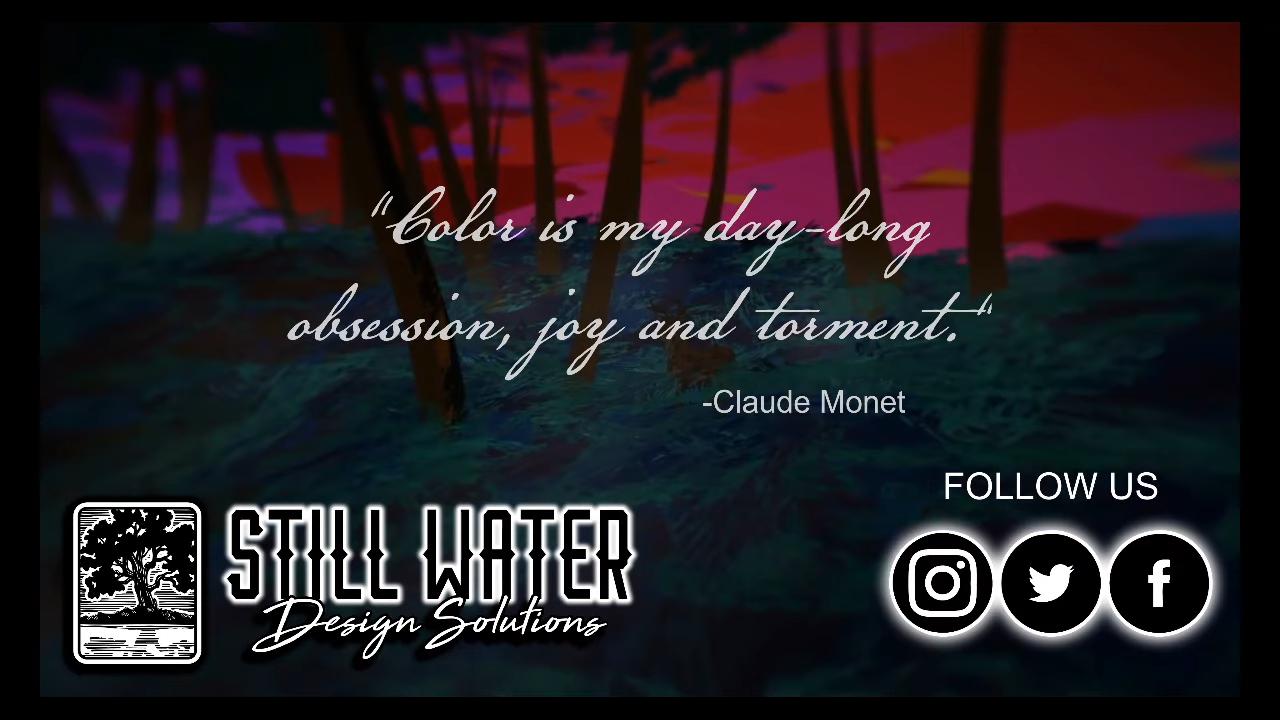 “Color is my day-long
obsession, joy and torment.“
-Claude Monet
FOLLOW US
STILL WATER
Design Solutions